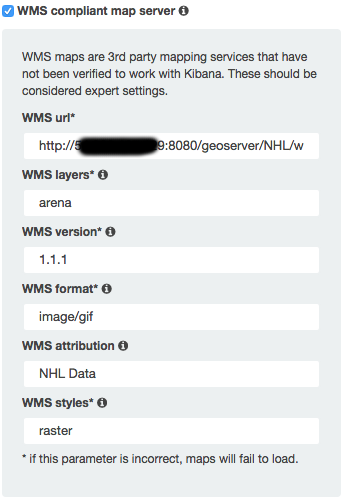 WMS compliant map server
WMS maps are 3rd party mapping services that have
not been verified to work with Kibana. These should be
considered expert settings.
WMS url*
http://5 9:8080/geoserver/NHL/w
WMS layers*
arena
WMS version*
1.1.1
WMS format*
image/gif
WMS attribution
NHL Data
WMS styles*
raster
* if this parameter is incorrect, maps will fail to load.